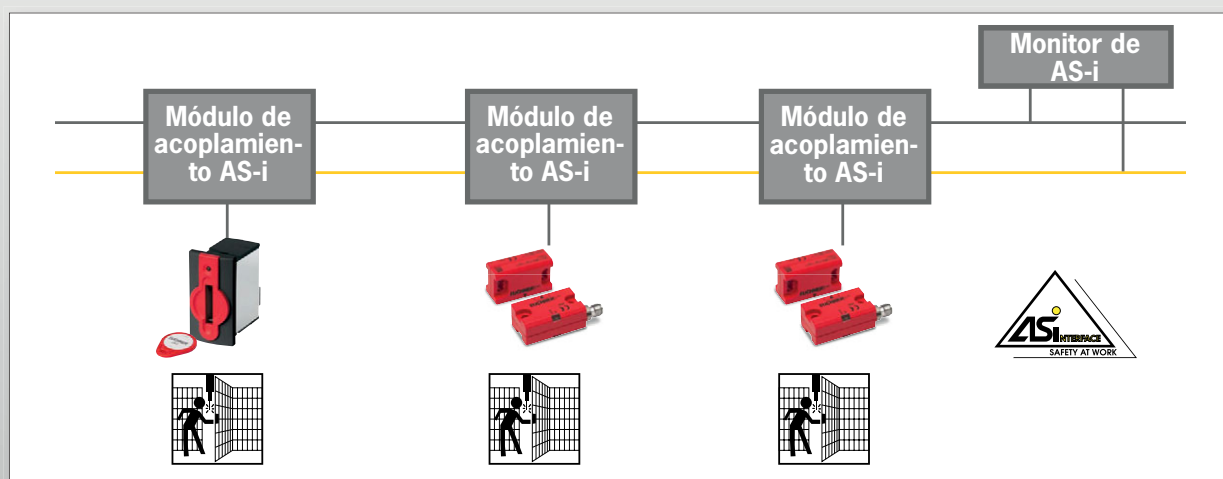 Monitor de
AS-i
Módulo de
acoplamien-
to AS-i
Módulo de
acoplamien-
to AS-i
Módulo de
acoplamien-
to AS-i
ASi INTERFACE
SAFETY AT WORK